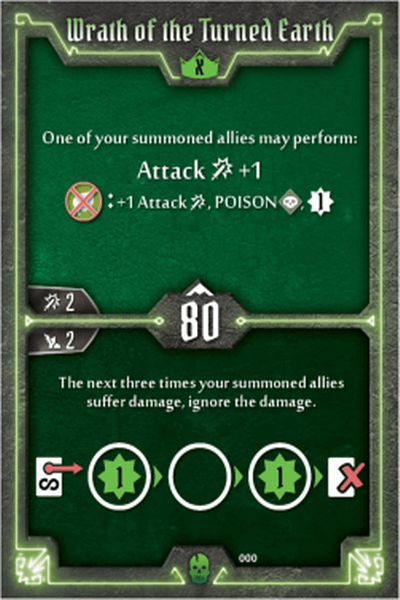 Wrath of the Turned Earth
X
One of your summoned allies may perform:
Attack +1
: +1 Attack , POISON , 1
2
80
2
The next three times your summoned allies
suffer damage, ignore the damage.
S 1 1
000